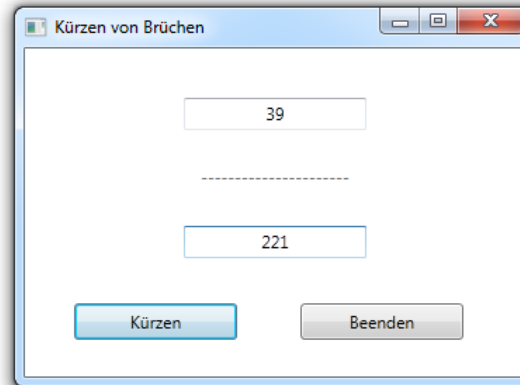 Kürzen von Brüchen
39
----------------------
221
Kürzen Beenden